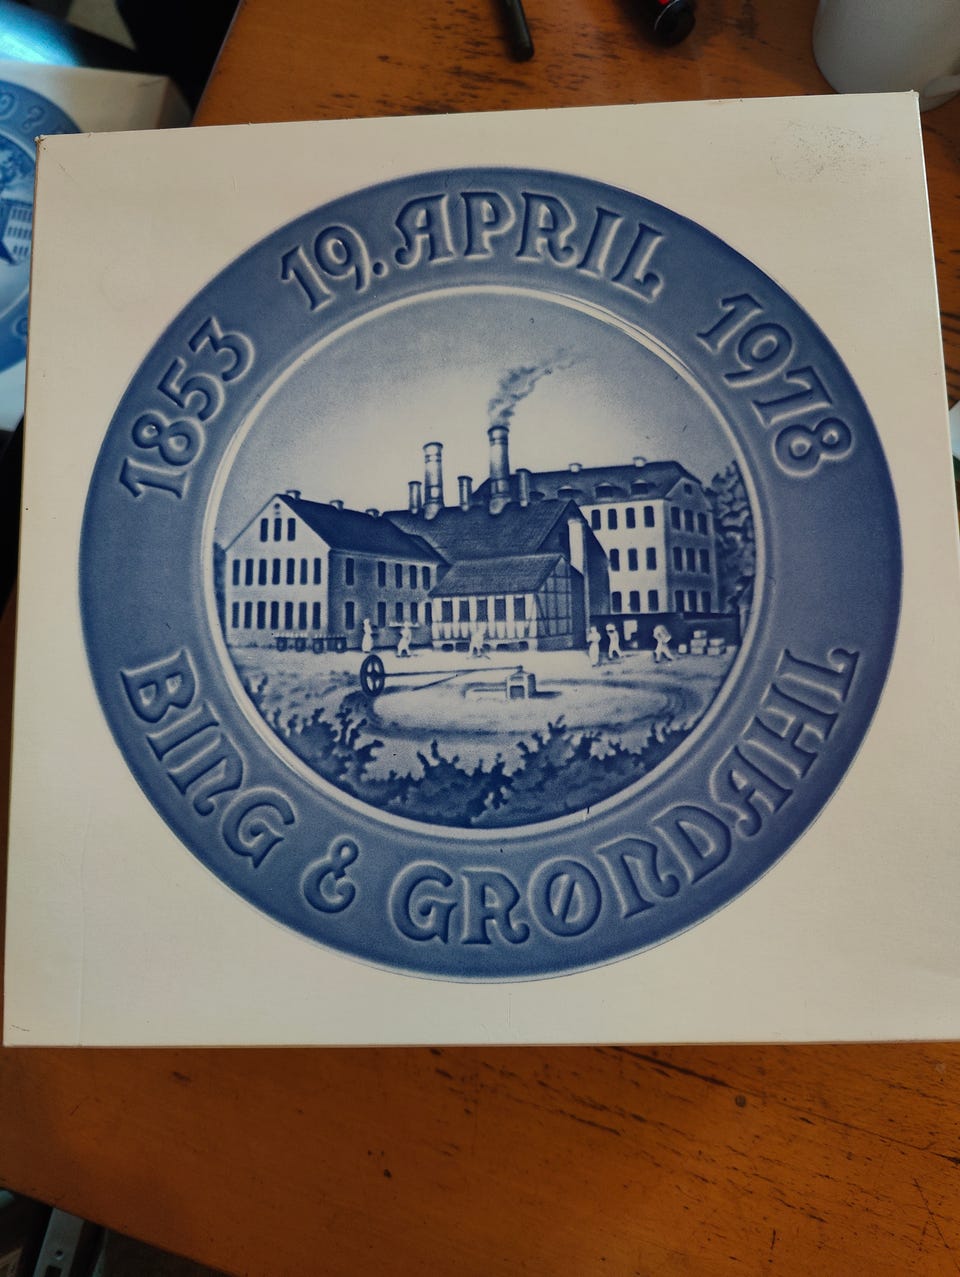 1853 19. APRIL 1978
BING & GRØNDAHL